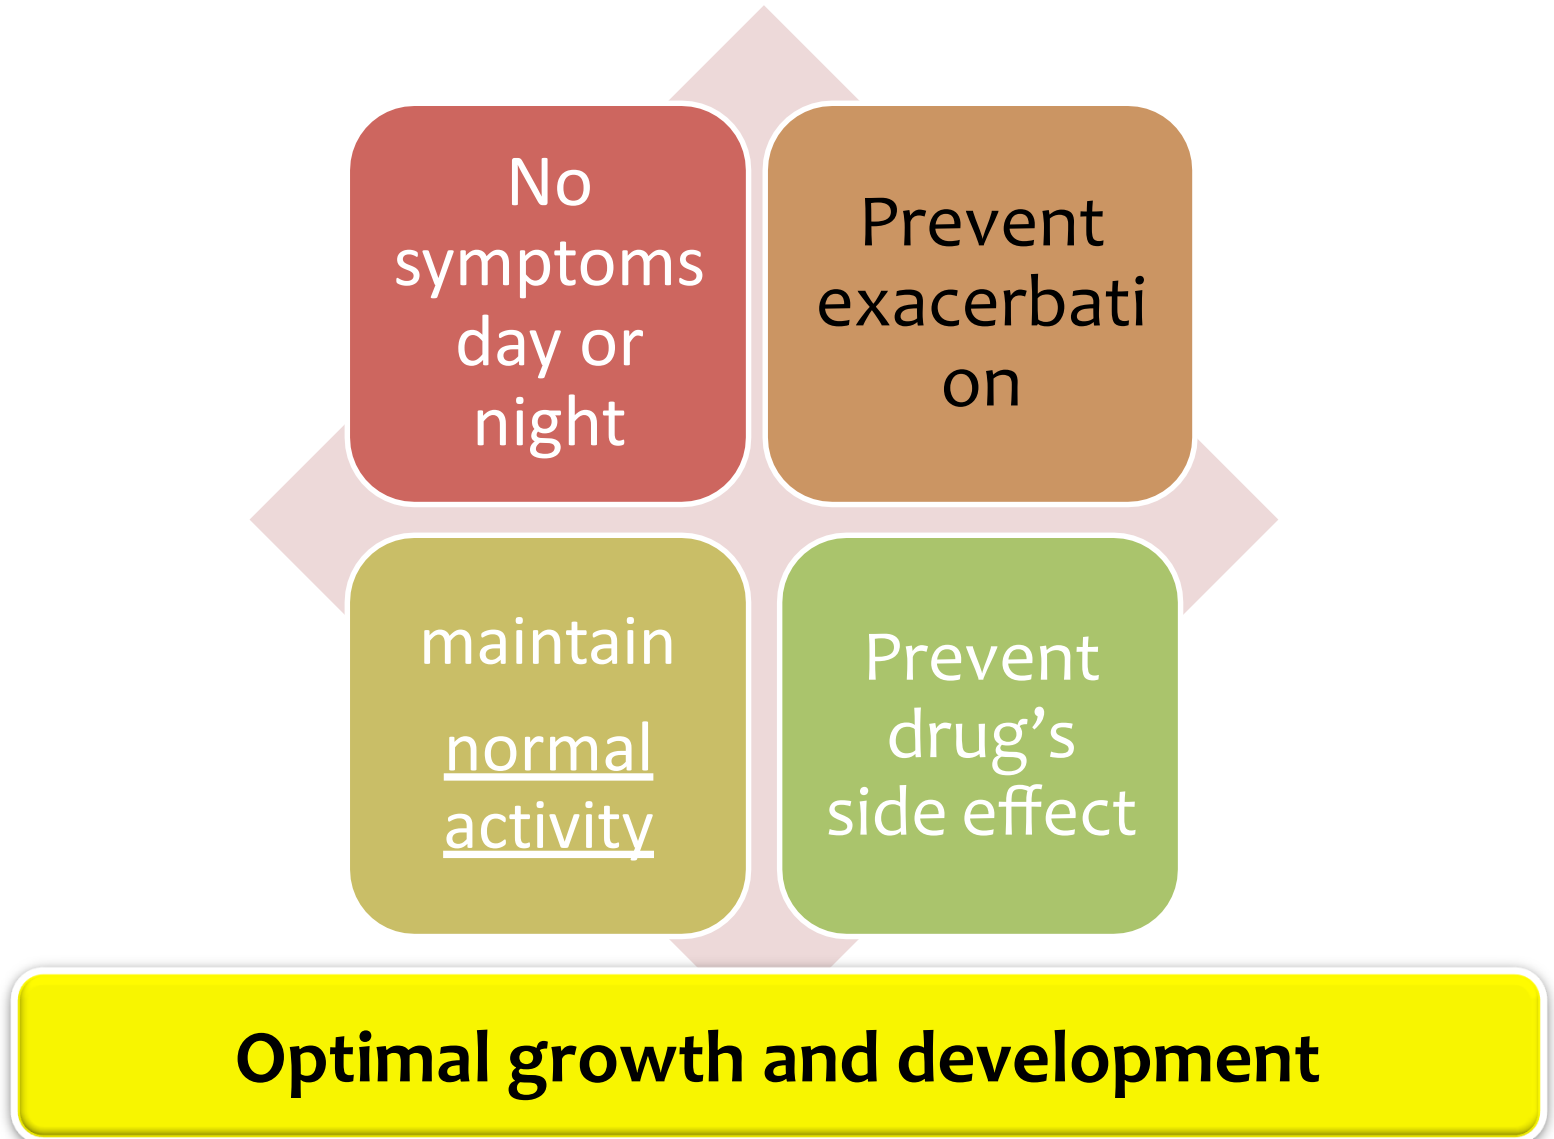 No
symptoms
day or
night
Prevent
exacerbati
on
maintain
normal
activity
Prevent
drug’s
side effect
Optimal growth and development